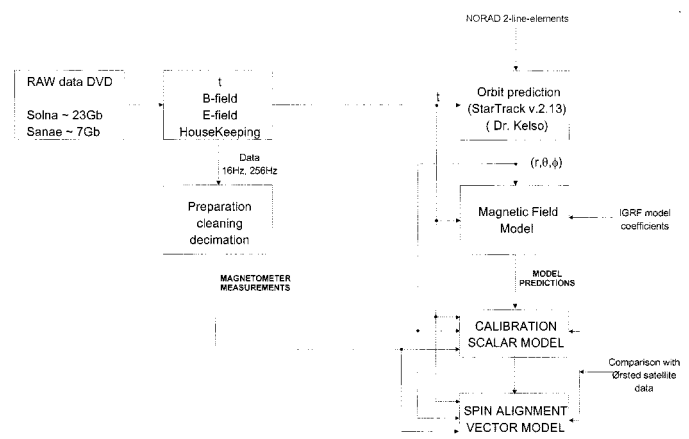 NORAD 2-line-elements
RAW data DVD
Solna ~ 23Gb
Sanae ~ 7Gb
t
B-field
E-field
HouseKeeping
t
Orbit prediction
(StarTrack v.2.13)
( Dr. Kelso)
Data
16Hz, 256Hz
(r,θ,ϕ)
Preparation
cleaning
decimation
Magnetic Field
Model
IGRF model
coefficients
MAGNETOMETER
MEASUREMENTS
MODEL
PREDICTIONS
CALIBRATION
SCALAR MODEL
Comparison with
Ørsted satellite
data
SPIN ALIGNMENT
VECTOR MODEL